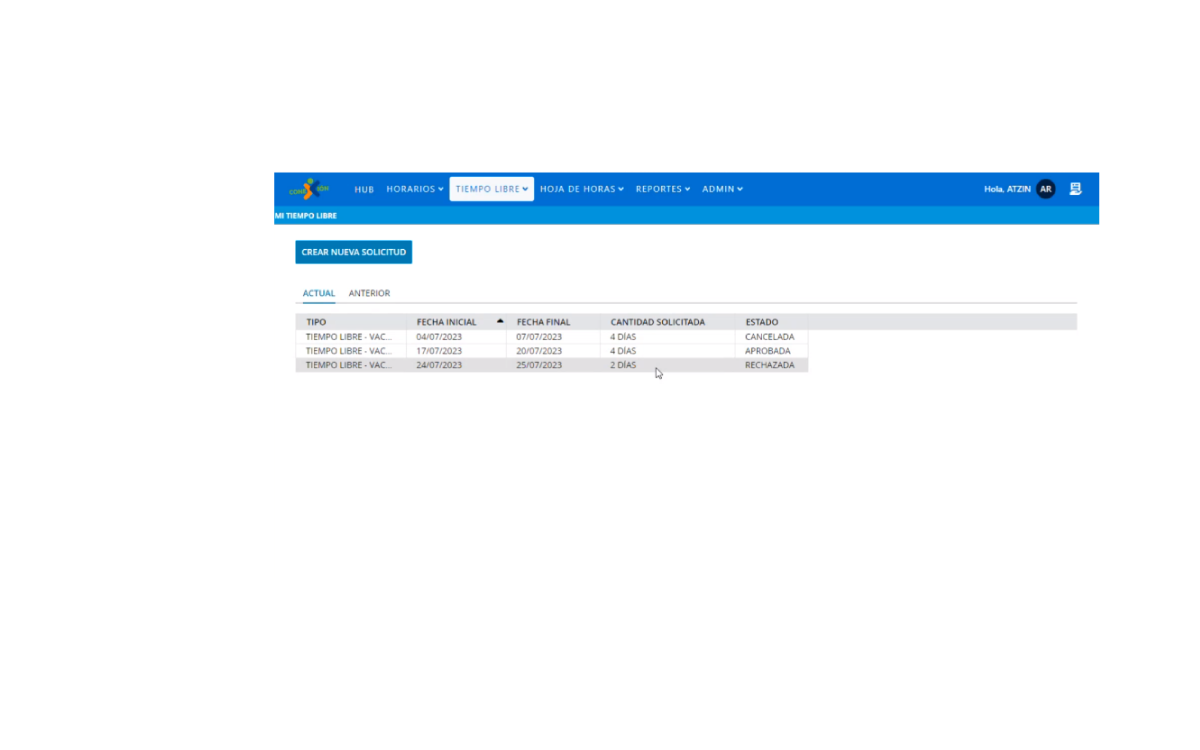 CONEXIÓN HUB HORARIOS TIEMPO LIBRE HOJA DE HORAS REPORTES ADMIN Hola, ATZIN AR
MI TIEMPO LIBRE
CREAR NUEVA SOLICITUD
ACTUAL ANTERIOR
TIPO FECHA INICIAL FECHA FINAL CANTIDAD SOLICITADA ESTADO
TIEMPO LIBRE - VAC... 04/07/2023 07/07/2023 4 DÍAS CANCELADA
TIEMPO LIBRE - VAC... 17/07/2023 20/07/2023 4 DÍAS APROBADA
TIEMPO LIBRE - VAC... 24/07/2023 25/07/2023 2 DÍAS RECHAZADA